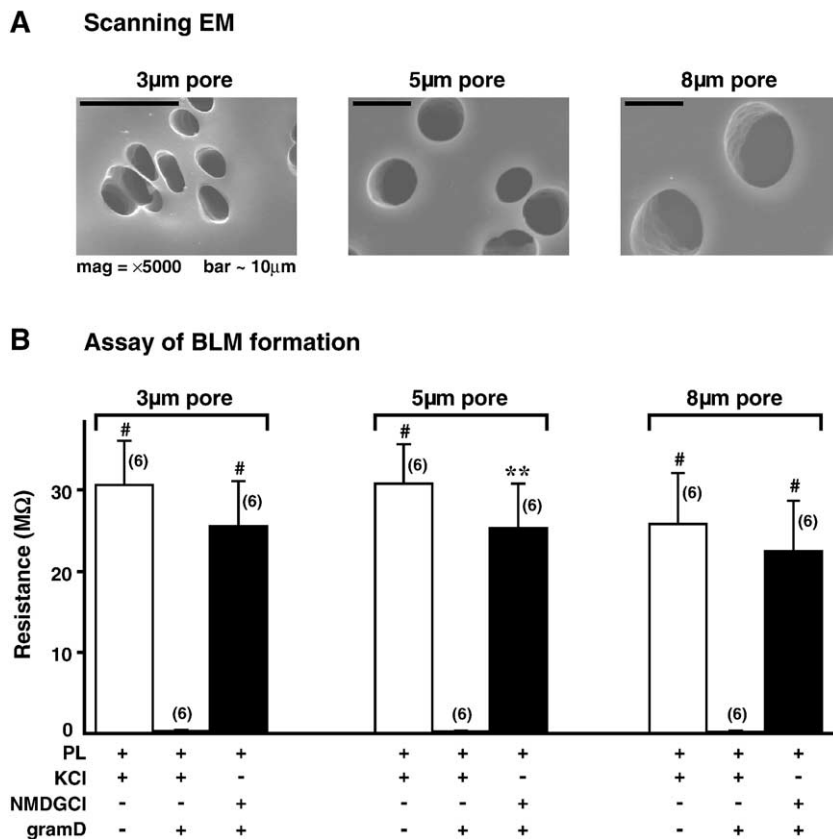 A Scanning EM
3µm pore 5µm pore 8µm pore
mag = ×5000 bar ~ 10µm
B Assay of BLM formation
3µm pore 5µm pore 8µm pore
# # # ** # #
(6) (6) (6) (6) (6) (6)
(6) (6) (6)
Resistance (MΩ)
30
20
10
0
PL + + + + + + + + +
KCl + + - + + - + + -
NMDGCl - - + - - + - - +
gramD - + + - + + - + +